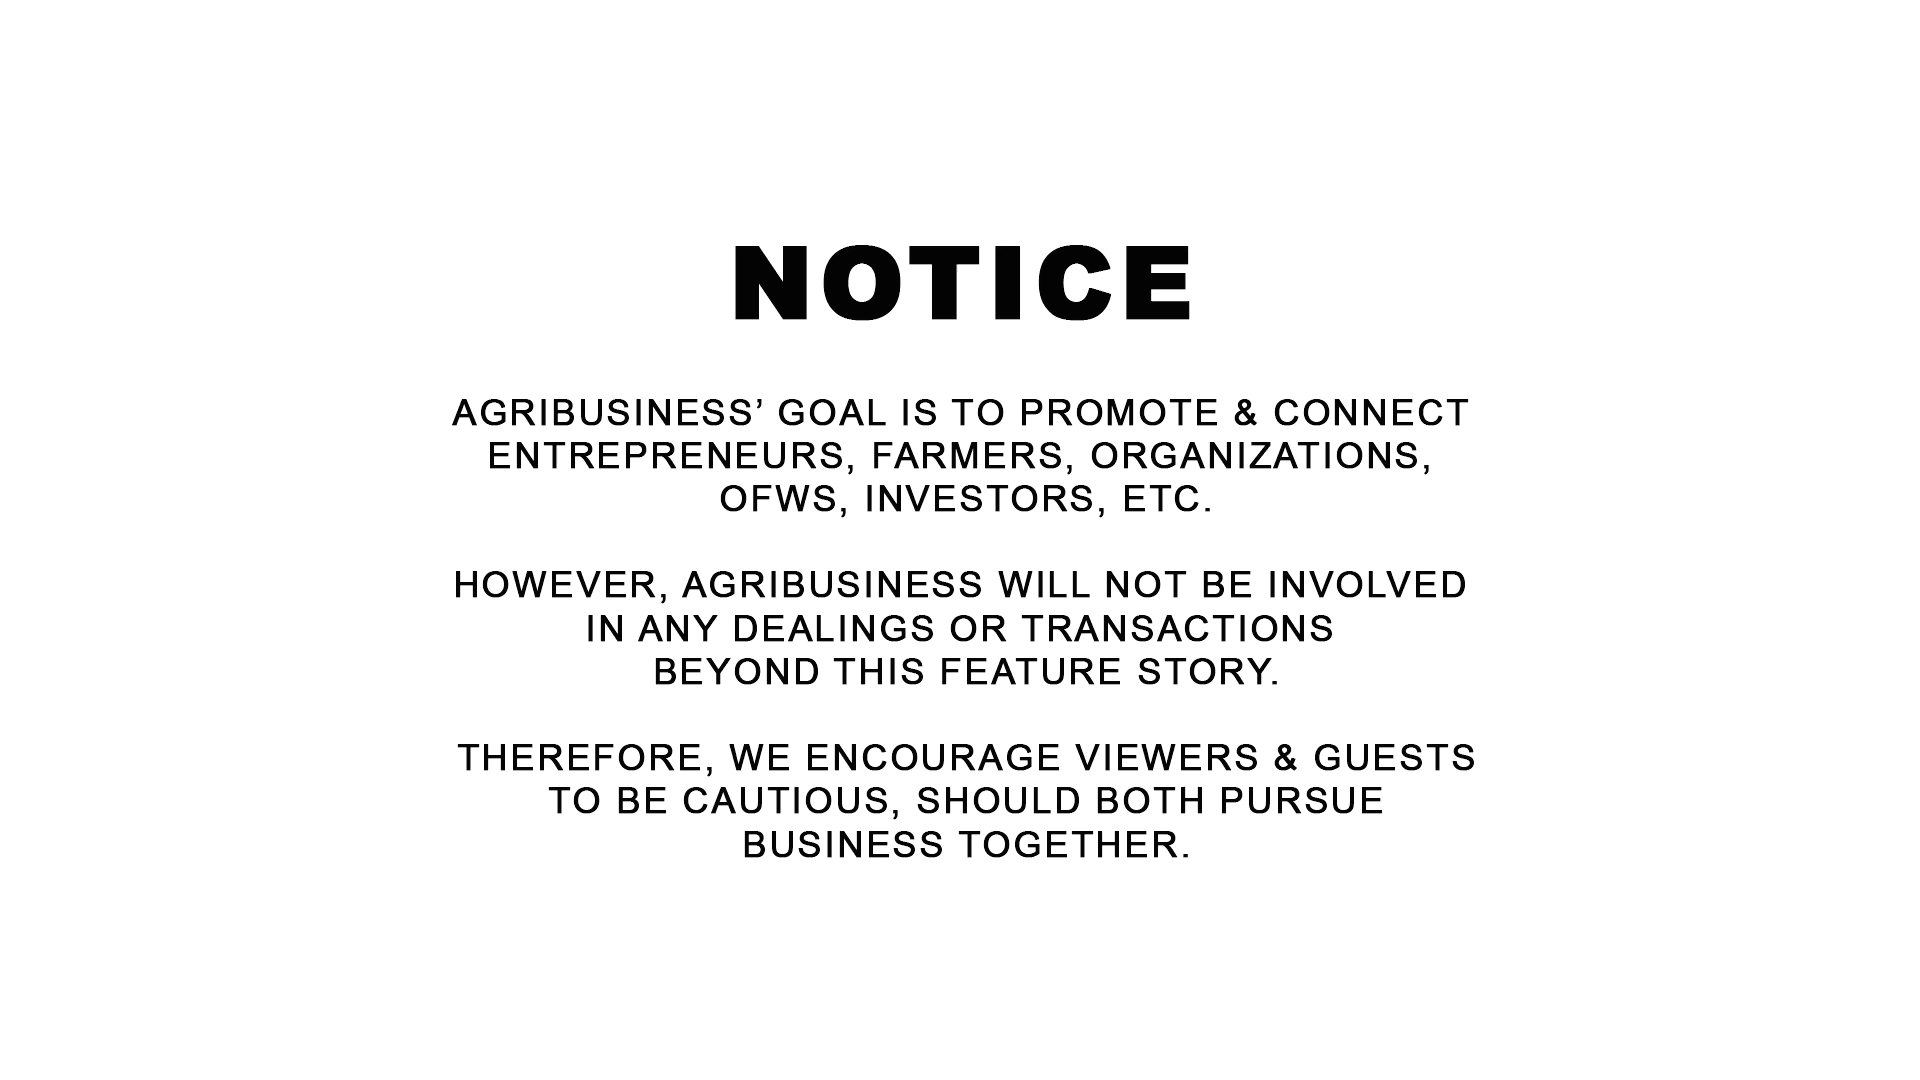 NOTICE
AGRIBUSINESS’ GOAL IS TO PROMOTE & CONNECT
ENTREPRENEURS, FARMERS, ORGANIZATIONS,
OFWS, INVESTORS, ETC.
HOWEVER, AGRIBUSINESS WILL NOT BE INVOLVED
IN ANY DEALINGS OR TRANSACTIONS
BEYOND THIS FEATURE STORY.
THEREFORE, WE ENCOURAGE VIEWERS & GUESTS
TO BE CAUTIOUS, SHOULD BOTH PURSUE
BUSINESS TOGETHER.